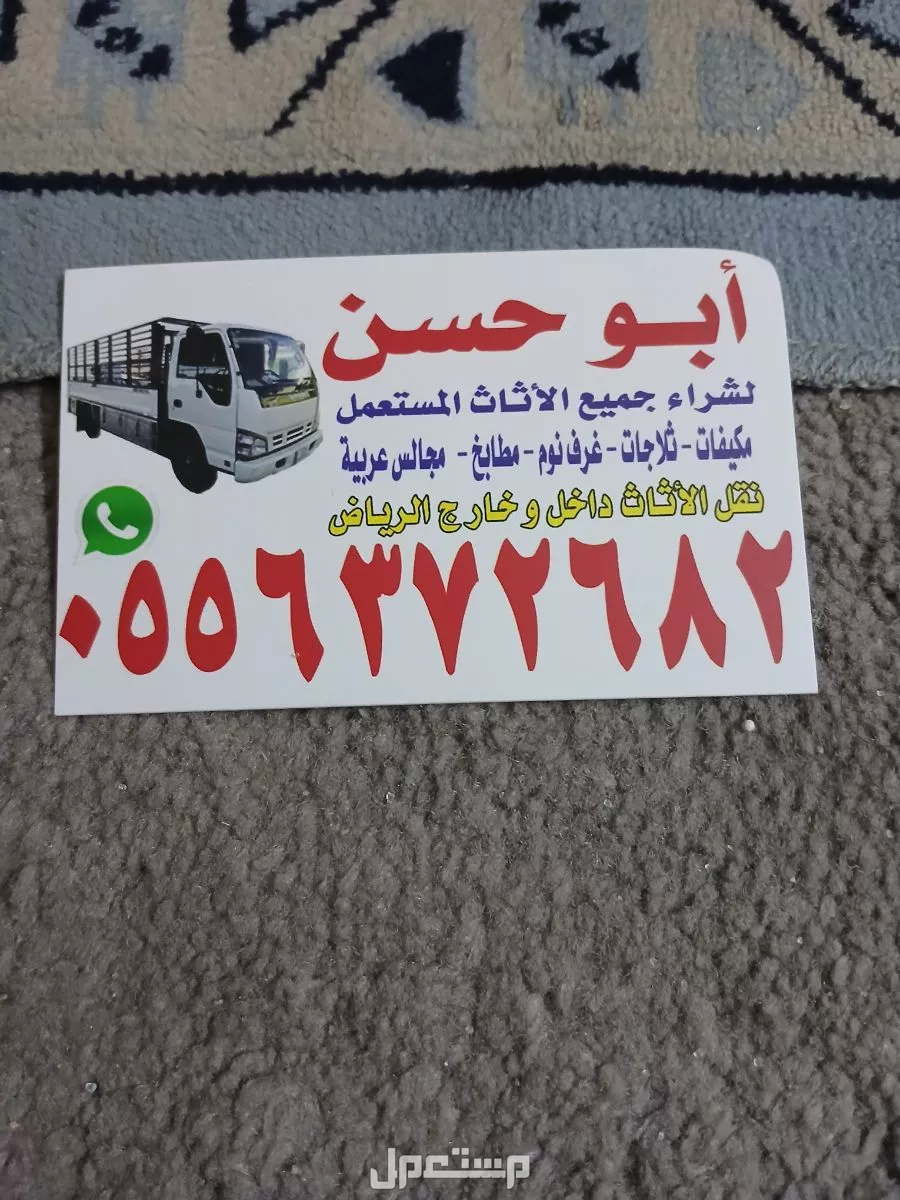 أبو حسن
لشراء جميع الأثاث المستعمل
مكيفات - ثلاجات - غرف نوم - مطابخ - مجالس عربية
نقل الأثاث داخل و خارج الرياض
٠٥٥٦٣٧٢٦٨٢
مستعمل